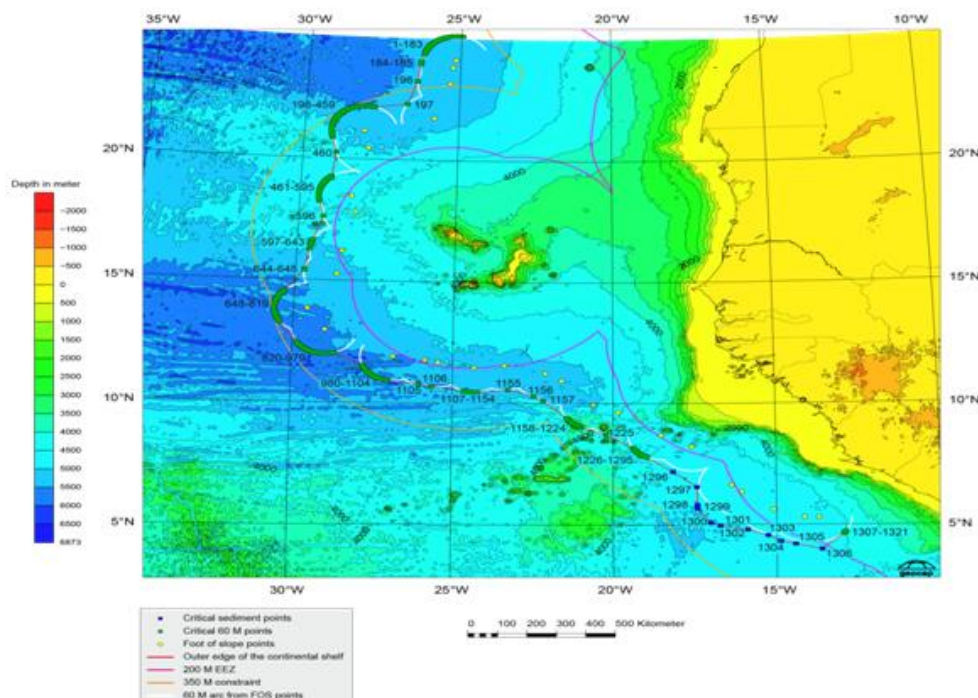 30°W 25°W 20°W 15°W 10°W
1-183
184-185
196
198-459
197
20°N
20°N
460
461-595
596
597-643
15°N
15°N
644-648
820-979
980-1104
1106
1105
1107-1154
1155
1156
1157
10°N
10°N
1158-1224
1225
1226-1295
1296
1297
1298
1299
1300
1301
1302
1303
1304
1305
1306
1307-1321
5°N
5°N
30°W 25°W 20°W 15°W
4000
2000
4000
Depth in meter
-2000
-1500
-1000
-500
0
500
1000
1500
2000
2500
3000
3500
4000
4500
5000
5500
6000
6500
6873
geocap
Critical sediment points
Critical 60 M points
Foot of slope points
Outer edge of the continental shelf
200 M EEZ
350 M constraint
60 M arc from FOS points
0 100 200 300 400 500 Kilometer